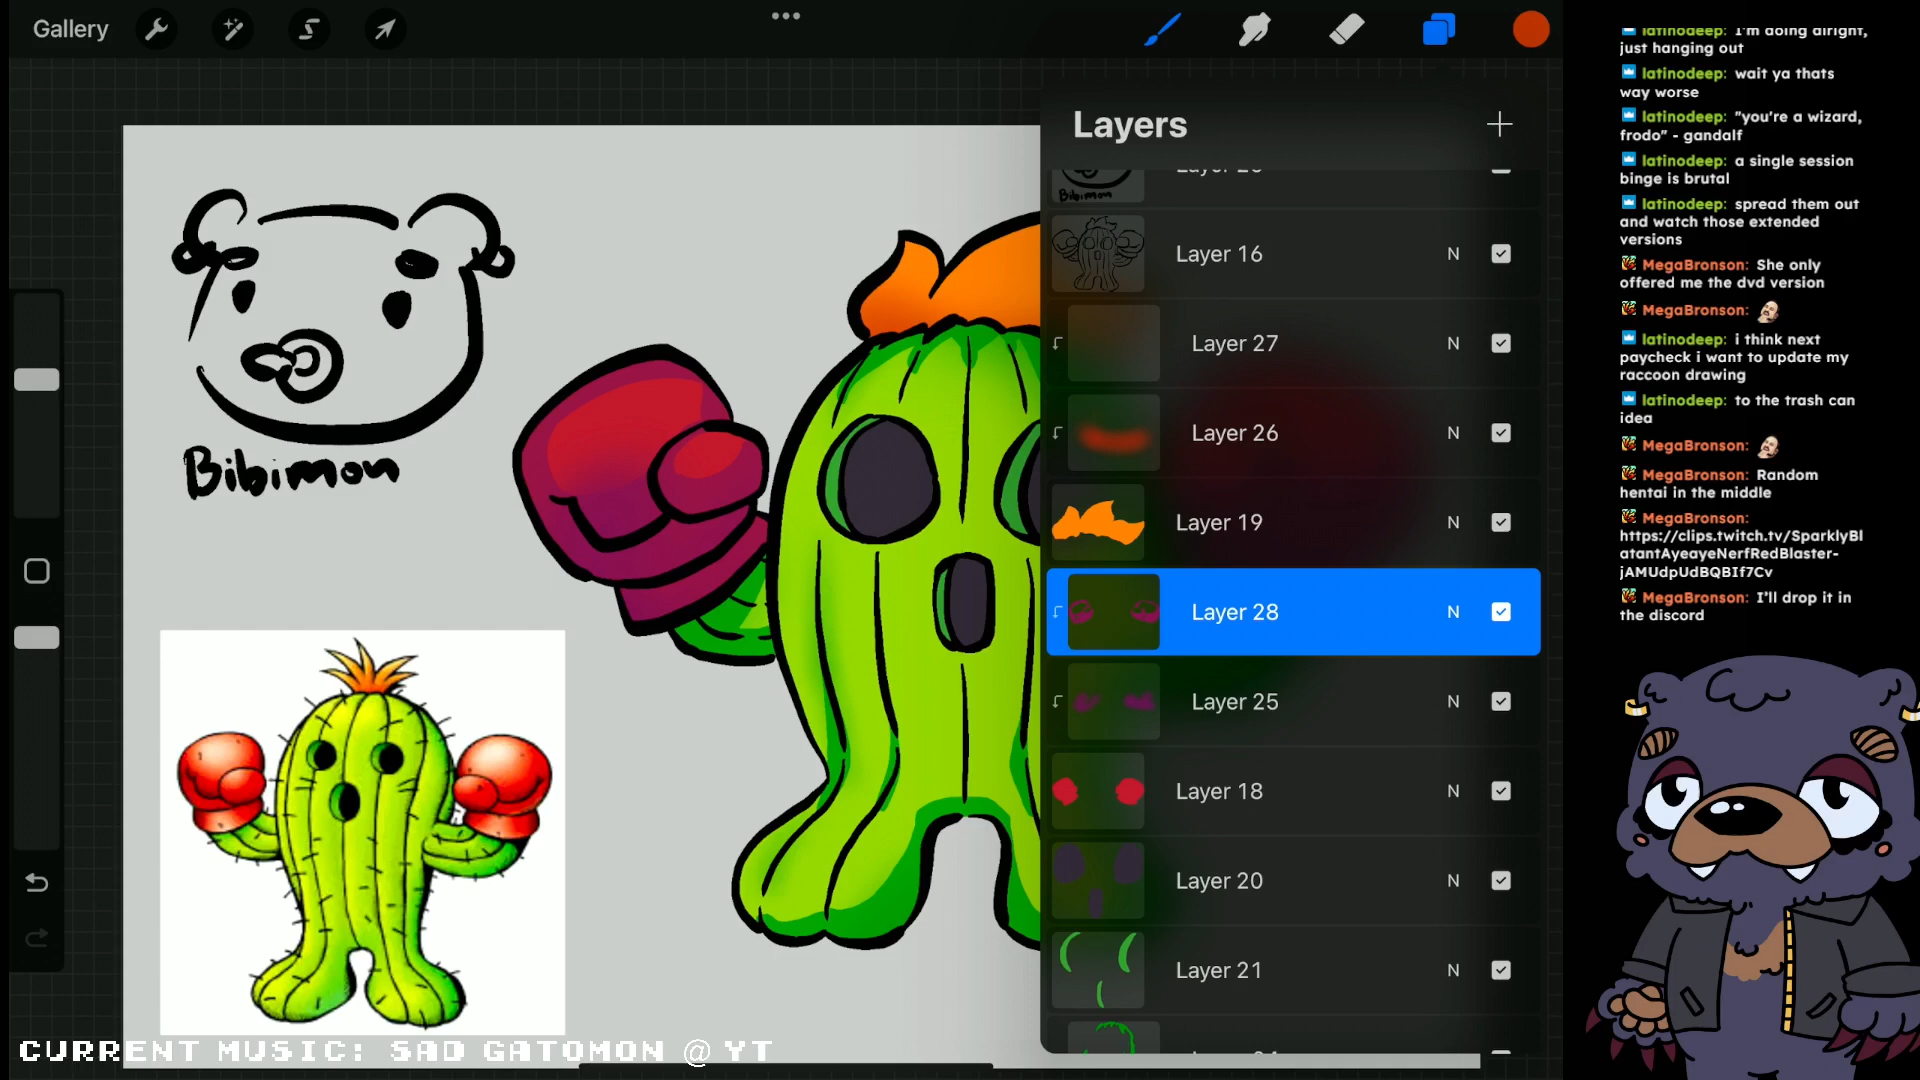 Gallery
Layers
Bibimon
Layer 16 N
Layer 27 N
Layer 26 N
Layer 19 N
Layer 28 N
Layer 25 N
Layer 18 N
Layer 20 N
Layer 21 N
Bibimon
CURRENT MUSIC: SAD GATOMON @ YT
latinodeep: I'm doing alright,
just hanging out
latinodeep: wait ya thats
way worse
latinodeep: "you're a wizard,
frodo" - gandalf
latinodeep: a single session
binge is brutal
latinodeep: spread them out
and watch those extended
versions
MegaBronson: She only
offered me the dvd version
MegaBronson:
latinodeep: i think next
paycheck i want to update my
raccoon drawing
latinodeep: to the trash can
idea
MegaBronson:
MegaBronson: Random
hentai in the middle
MegaBronson:
https://clips.twitch.tv/SparklyBl
atantAyeayeNerfRedBlaster-
jAMUdpUdBQBIf7Cv
MegaBronson: I'll drop it in
the discord